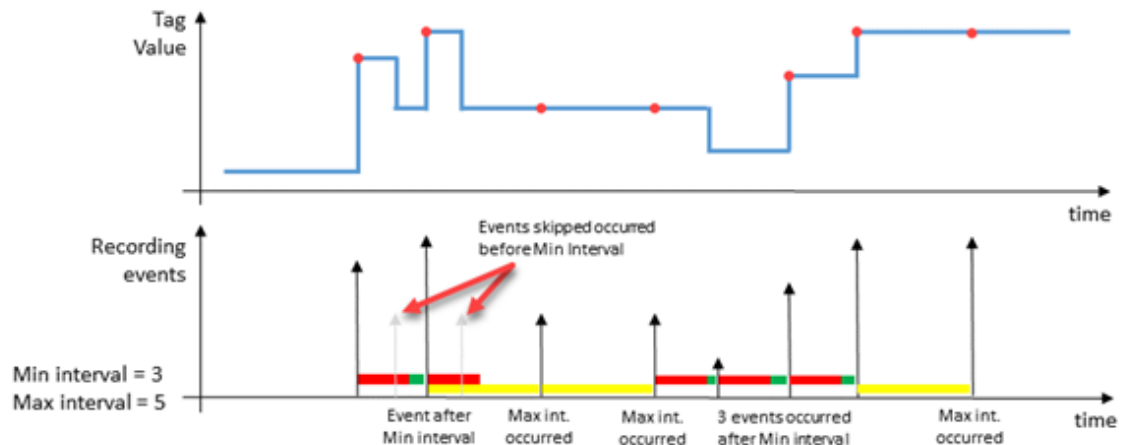 Tag
Value
time
Recording
events
Events skipped occurred
before Min Interval
Min interval = 3
Max interval = 5
time
Event after
Min interval
Max int.
occurred
Max int.
occurred
3 events occurred
after Min interval
Max int.
occurred